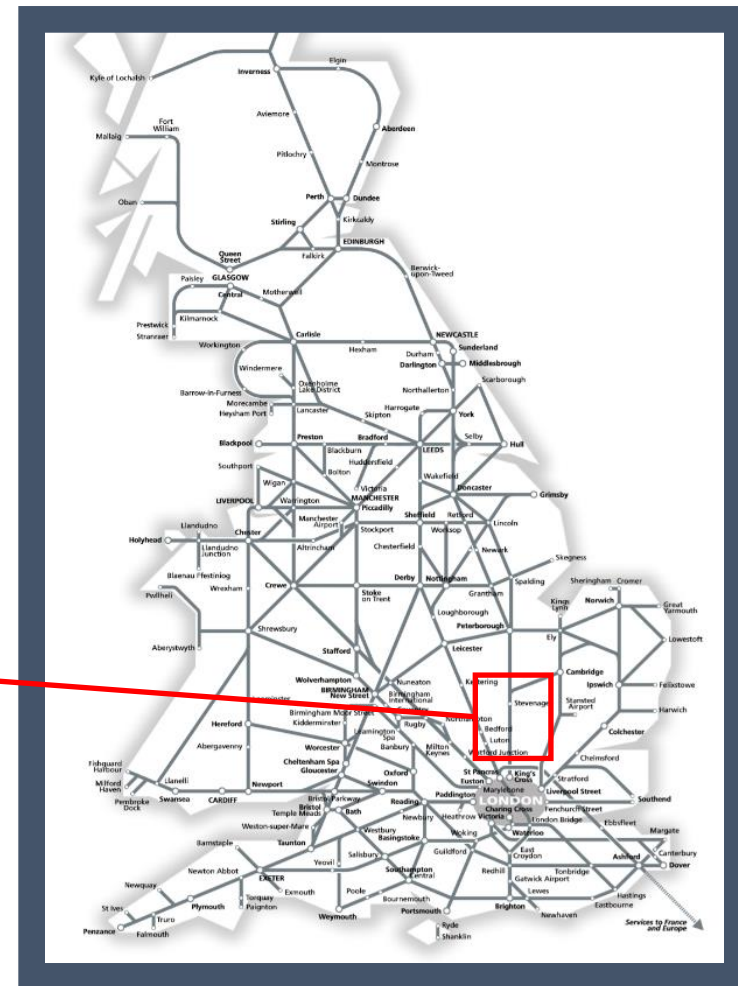 Elgin
Kyle of Lochalsh
Inverness
Aviemore
Fort
William
Aberdeen
Mallaig
Pitlochry
Montrose
Perth
Dundee
Oban
Kirkcaldy
Stirling
EDINBURGH
Queen
Street
Falkirk
Berwick-
upon-Tweed
Paisley
GLASGOW
Central
Motherwell
Kilmarnock
Prestwick
Stranraer
Carlisle
NEWCASTLE
Workington
Hexham
Sunderland
Durham
Darlington
Middlesbrough
Windermere
Oxenholme
Lake District
Northallerton
Scarborough
Barrow-in-Furness
Morecambe
Heysham Port
Lancaster
Harrogate
Skipton
York
Blackpool
Preston
Bradford
Selby
Hull
Blackburn
LEEDS
Southport
Huddersfield
Bolton
Wakefield
Wigan
Victoria
Doncaster
Grimsby
LIVERPOOL
Warrington
MANCHESTER
Piccadilly
Manchester
Airport
Sheffield
Retford
Lincoln
Llandudno
Stockport
Worksop
Holyhead
Chester
Llandudno
Junction
Altrincham
Chesterfield
Newark
Skegness
Blaenau Ffestiniog
Pwllheli
Wrexham
Crewe
Stoke
on Trent
Derby
Nottingham
Grantham
Spalding
Sheringham
Cromer
Kings
Lynn
Norwich
Great
Yarmouth
Loughborough
Shrewsbury
Peterborough
Ely
Lowestoft
Aberystwyth
Stafford
Leicester
Wolverhampton
Nuneaton
Kettering
Cambridge
Ipswich
Felixstowe
BIRMINGHAM
New Street
Birmingham
International
Stevenage
Stansted
Airport
Harwich
Birmingham Moor Street
Hereford
Kidderminster
Leamington
Spa
Rugby
Northampton
Bedford
Colchester
Abergavenny
Worcester
Banbury
Milton
Keynes
Luton
Watford Junction
Chelmsford
Fishguard
Harbour
Cheltenham Spa
Gloucester
Oxford
St Pancras
King's
Cross
Stratford
Milford
Haven
Llanelli
Euston
Swindon
Marylebone
Liverpool Street
Pembroke
Dock
Swansea
CARDIFF
Newport
Bristol Parkway
Reading
Paddington
LONDON
Southend
Bristol
Temple Meads
Bath
Newbury
Heathrow
Victoria
Charing Cross
Fenchurch Street
London Bridge
Ebbsfleet
Weston-super-Mare
Westbury
Basingstoke
Woking
Waterloo
Margate
Barnstaple
Taunton
Salisbury
Guildford
East
Croydon
Canterbury
Newton Abbot
Yeovil
Southampton
Central
Redhill
Tonbridge
Ashford
Dover
EXETER
Gatwick Airport
Newquay
Exmouth
Poole
Lewes
Hastings
St Ives
Plymouth
Torquay
Paignton
Bournemouth
Eastbourne
Truro
Weymouth
Portsmouth
Brighton
Newhaven
Penzance
Falmouth
Ryde
Shanklin
Services to France
and Europe